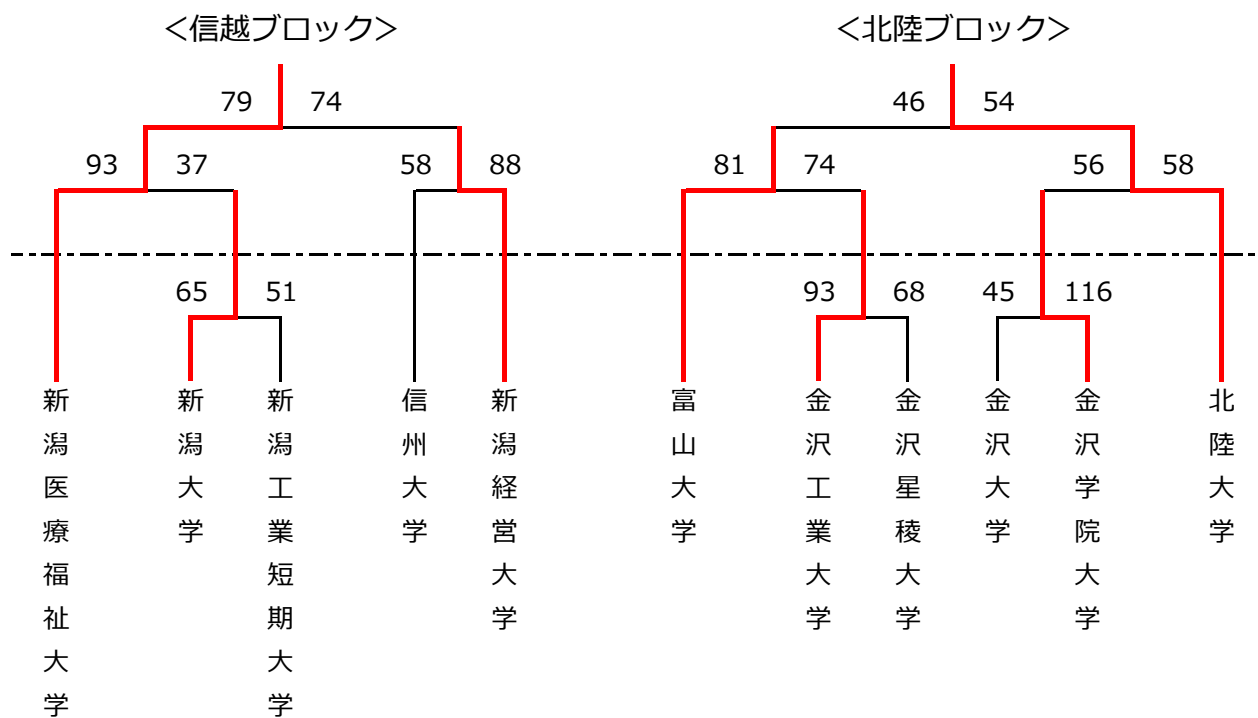 <信越ブロック>
79 74
93 37 58 88
65 51
新潟医療福祉大学
新潟大学
新潟工業短期大学
信州大学
新潟経営大学
<北陸ブロック>
46 54
81 74 56 58
93 68 45 116
富山大学
金沢工業大学
金沢星稜大学
金沢大学
金沢学院大学
北陸大学